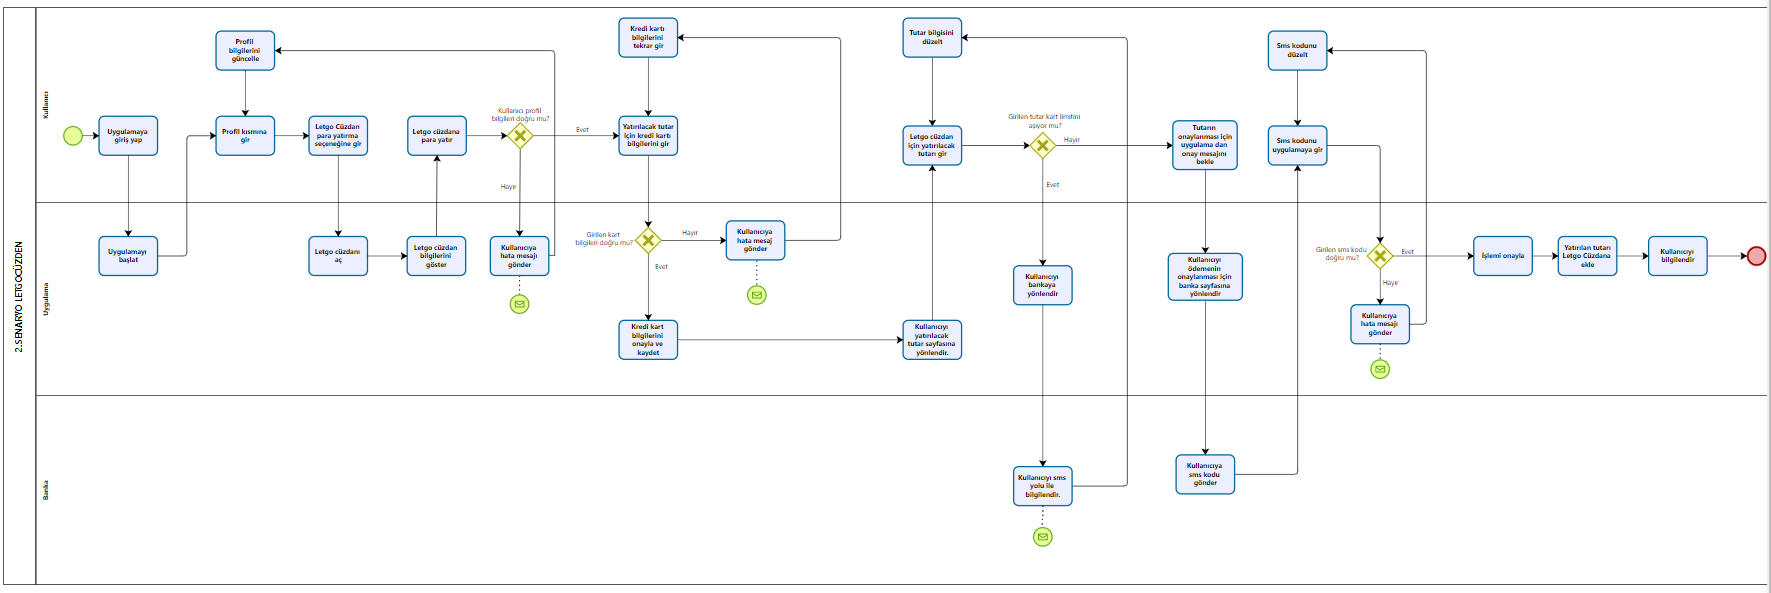 2.SENARYO LETGOCÜZDEN
Kullanıcı
Uygulamaya
giriş yap
Profil
bilgilerini
güncelle
Profil kısmına
gir
Letgo Cüzdan
para yatırma
seçeneğine gir
Letgo cüzdana
para yatır
Kullanıcı profil
bilgileri doğru mu?
Evet
Hayır
Kredi kartı
bilgilerini
tekrar gir
Yatırılacak tutar
için kredi kartı
bilgilerini gir
Tutar bilgisini
düzelt
Letgo cüzdan
için yatırılacak
tutarı gir
Girilen tutar kart limitini
aşıyor mu?
Hayır
Evet
Tutarın
onaylanması için
uygulama dan
onay mesajını
bekle
Sms kodunu
düzelt
Sms kodunu
uygulamaya gir
Uygulama
Uygulamayı
başlat
Letgo cüzdanı
aç
Letgo cüzdan
bilgilerini
göster
Kullanıcıya
hata mesajı
gönder
Girilen kart
bilgileri doğru mu?
Hayır
Evet
Kullanıcıya
hata mesaj
gönder
Kredi kart
bilgilerini
onayla ve
kaydet
Kullanıcıyı
yatırılacak
tutar sayfasına
yönlendir.
Kullanıcıyı
bankaya
yönlendir
Kullanıcıyı
ödemenin
onaylanması için
banka sayfasına
yönlendir
Girilen sms kodu
doğru mu?
Evet
Hayır
Kullanıcıya
hata mesajı
gönder
İşlemi onayla
Yatırılan tutarı
Letgo Cüzdana
ekle
Kullanıcıyı
bilgilendir
Banka
Kullanıcıyı sms
yolu ile
bilgilendir.
Kullanıcıya
sms kodu
gönder